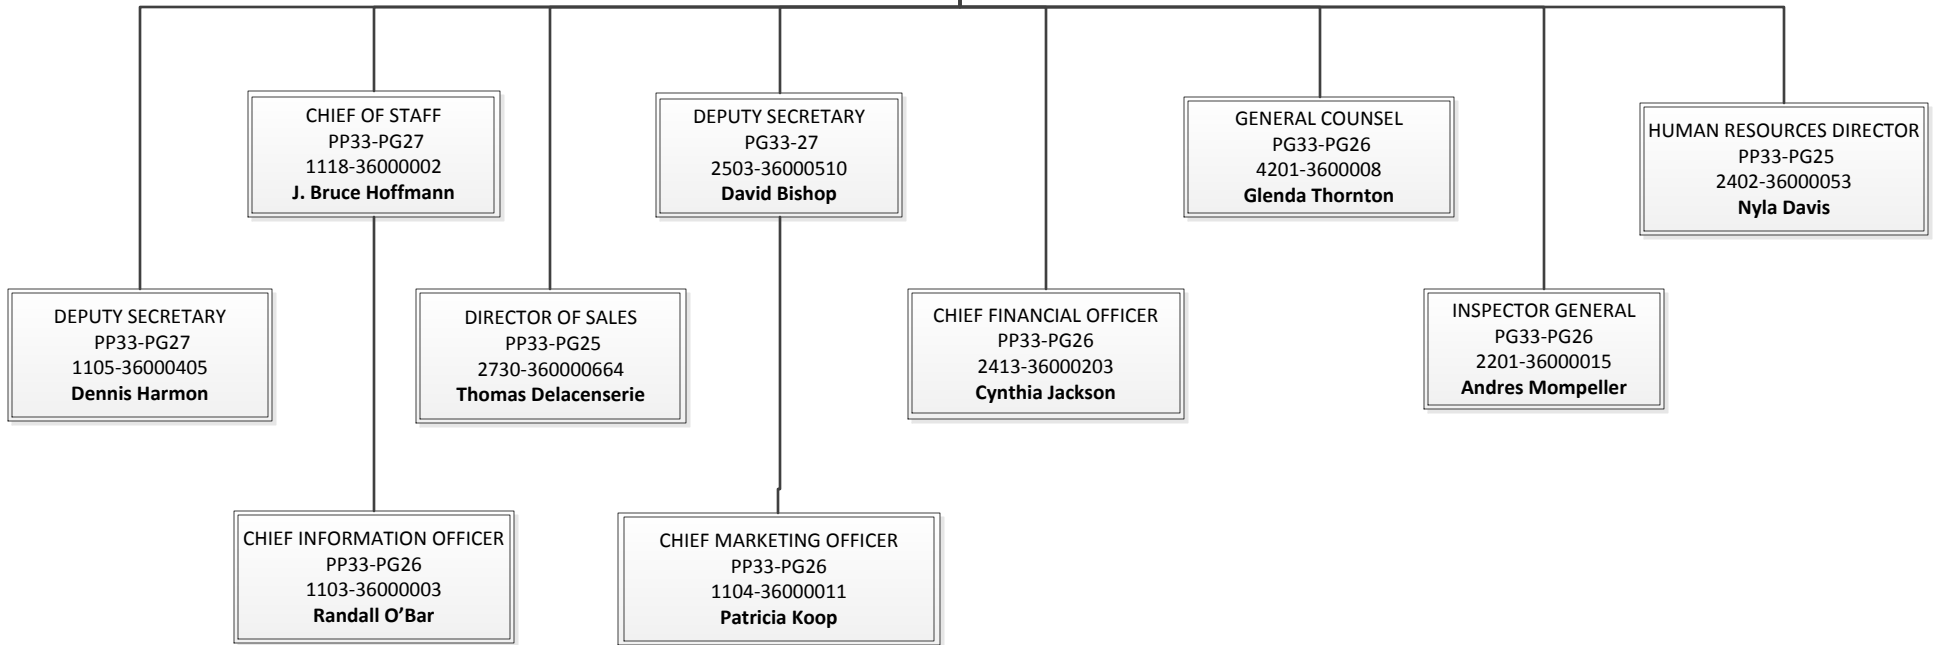 CHIEF OF STAFF
PP33-PG27
1118-36000002
J. Bruce Hoffmann
DEPUTY SECRETARY
PG33-27
2503-36000510
David Bishop
GENERAL COUNSEL
PG33-PG26
4201-3600008
Glenda Thornton
HUMAN RESOURCES DIRECTOR
PP33-PG25
2402-36000053
Nyla Davis
DEPUTY SECRETARY
PP33-PG27
1105-36000405
Dennis Harmon
DIRECTOR OF SALES
PP33-PG25
2730-360000664
Thomas Delacenserie
CHIEF FINANCIAL OFFICER
PP33-PG26
2413-36000203
Cynthia Jackson
INSPECTOR GENERAL
PG33-PG26
2201-36000015
Andres Mompeller
CHIEF INFORMATION OFFICER
PP33-PG26
1103-36000003
Randall O’Bar
CHIEF MARKETING OFFICER
PP33-PG26
1104-36000011
Patricia Koop